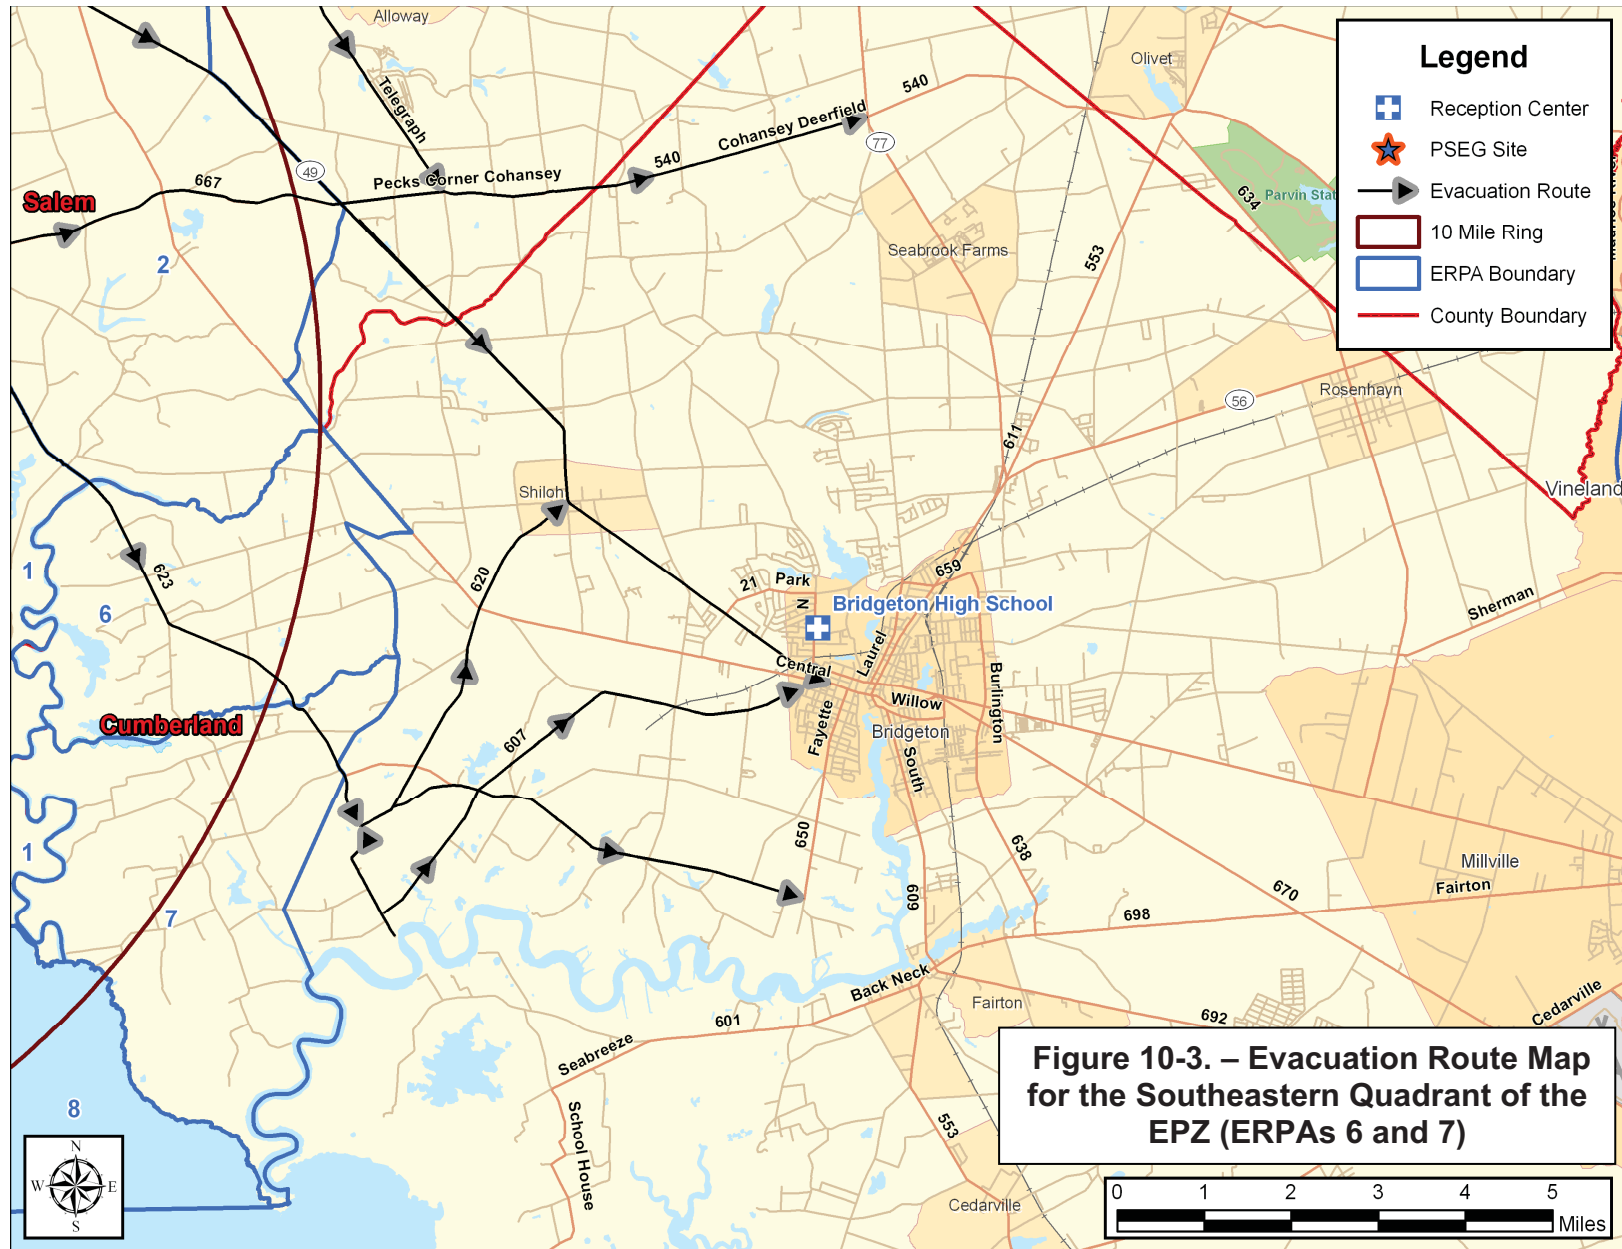 Alloway
Olivet
Legend
Reception Center
PSEG Site
Evacuation Route
10 Mile Ring
ERPA Boundary
County Boundary
Telegraph
540
Cohansey Deerfield
77
49
540
Pecks Corner Cohansey
667
Salem
634
Parvin Stat
2
Seabrook Farms
553
56
Rosenhayn
611
Shiloh
Vineland
1
623
620
659
21
Park
N
6
Bridgeton High School
Sherman
Laurel
Central
Burlington
Willow
Cumberland
Fayette
Bridgeton
607
South
650
638
1
Millville
Fairton
670
609
698
7
Back Neck
Fairton
692
Cedarville
601
Seabreeze
Figure 10-3. – Evacuation Route Map
for the Southeastern Quadrant of the
EPZ (ERPAs 6 and 7)
8
553
School House
N
W
E
S
Cedarville
0 1 2 3 4 5
Miles